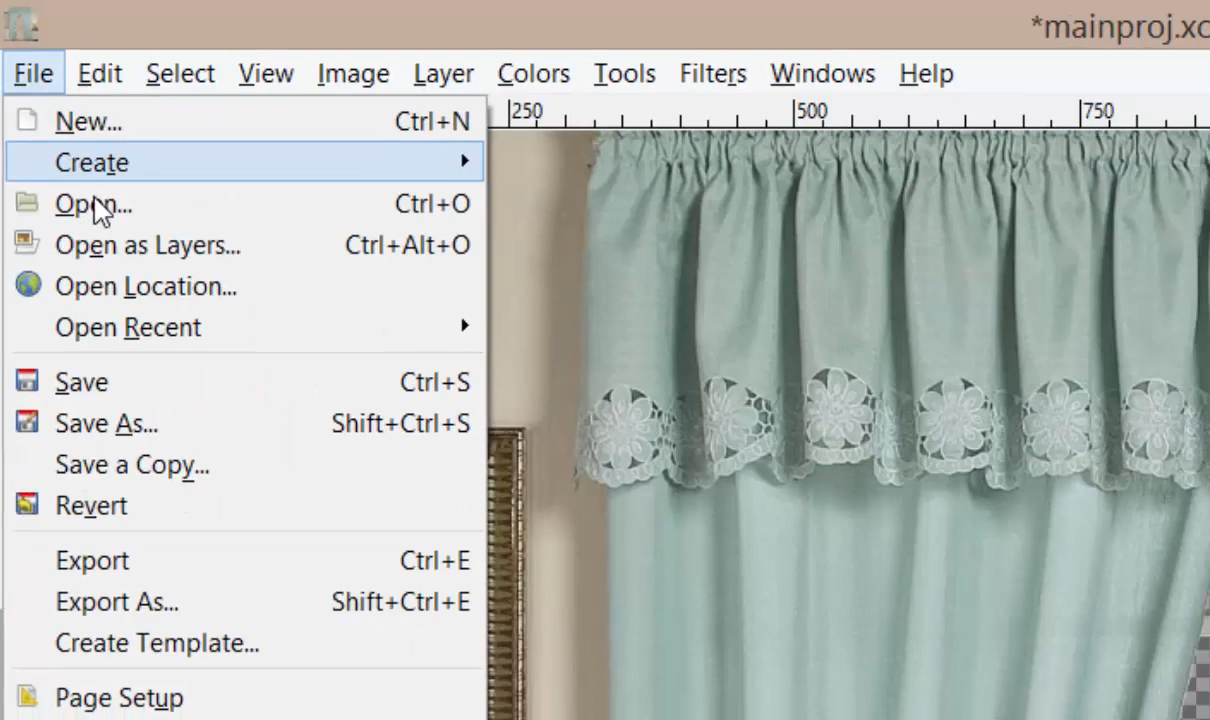 *mainproj.xc
File Edit Select View Image Layer Colors Tools Filters Windows Help
250 500 750
New... Ctrl+N
Create
Open... Ctrl+O
Open as Layers... Ctrl+Alt+O
Open Location...
Open Recent
Save Ctrl+S
Save As... Shift+Ctrl+S
Save a Copy...
Revert
Export Ctrl+E
Export As... Shift+Ctrl+E
Create Template...
Page Setup